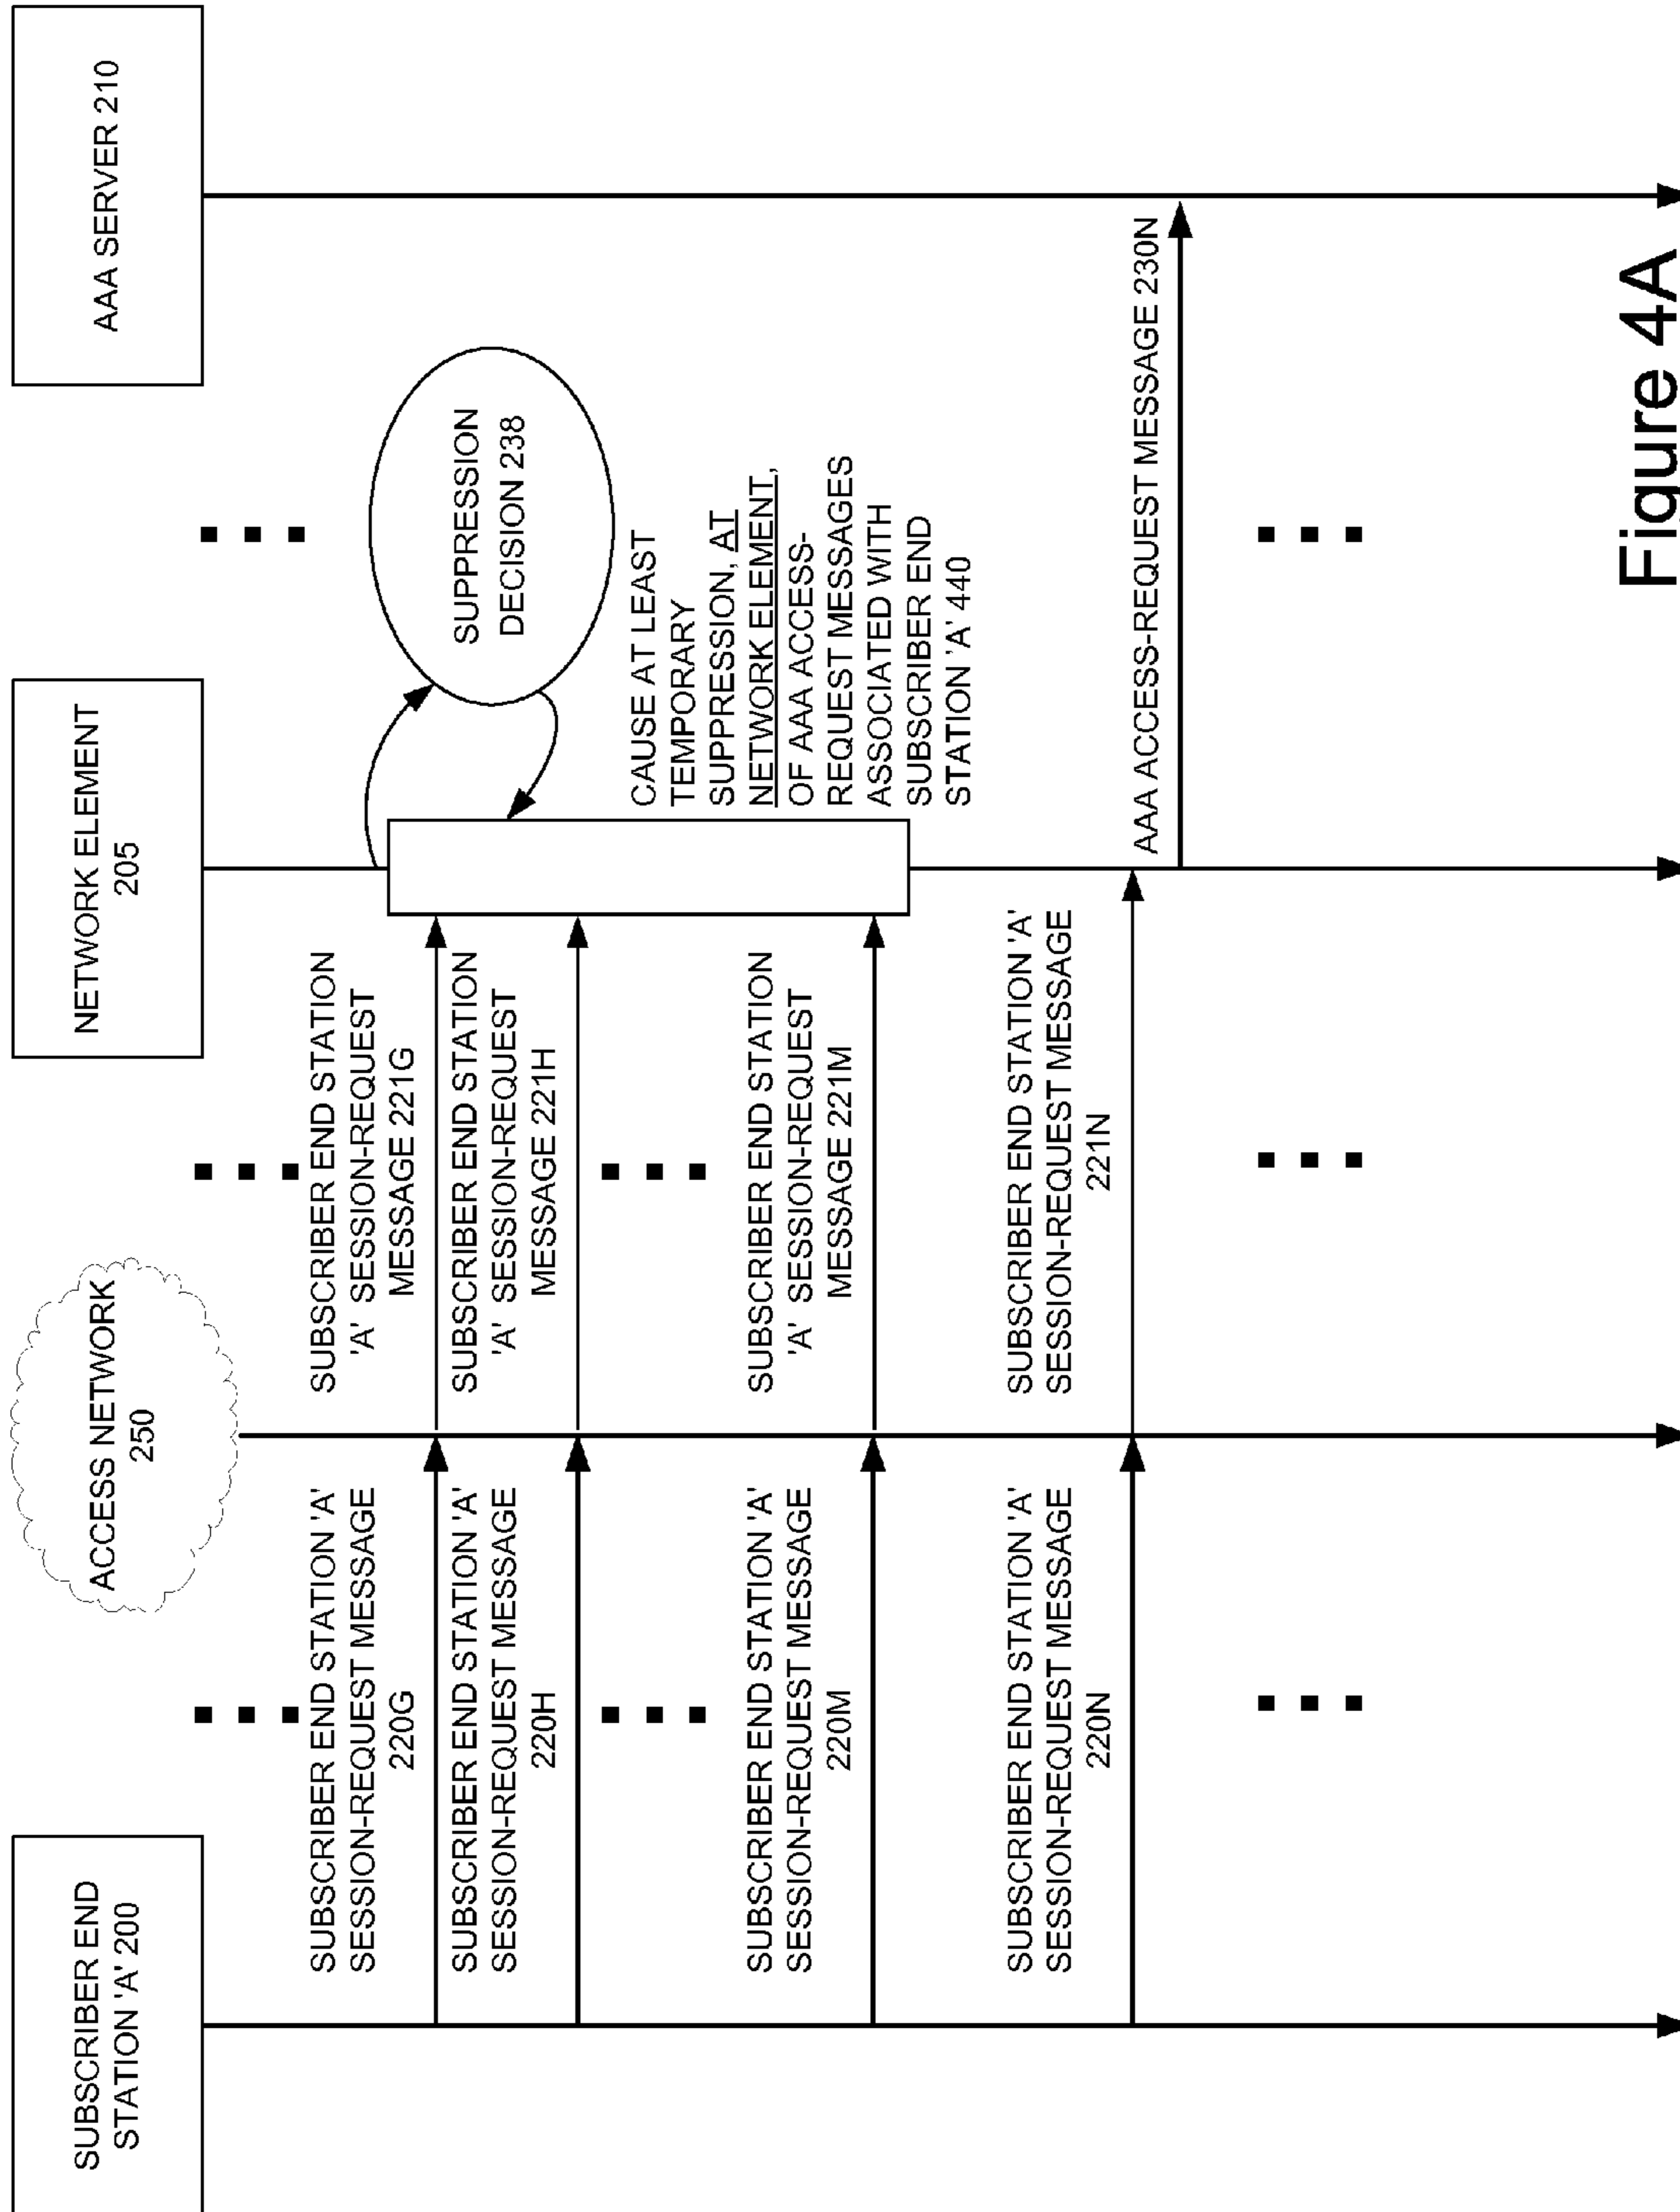 SUBSCRIBER END
STATION 'A' 200
ACCESS NETWORK
250
NETWORK ELEMENT
205
AAA SERVER 210
SUBSCRIBER END STATION 'A'
SESSION-REQUEST MESSAGE
220G
SUBSCRIBER END STATION
'A' SESSION-REQUEST
MESSAGE 221G
SUPPRESSION
DECISION 238
SUBSCRIBER END STATION 'A'
SESSION-REQUEST MESSAGE
220H
SUBSCRIBER END STATION
'A' SESSION-REQUEST
MESSAGE 221H
CAUSE AT LEAST
TEMPORARY
SUPPRESSION, AT
NETWORK ELEMENT,
OF AAA ACCESS-
REQUEST MESSAGES
ASSOCIATED WITH
SUBSCRIBER END
STATION 'A' 440
SUBSCRIBER END STATION 'A'
SESSION-REQUEST MESSAGE
220M
SUBSCRIBER END STATION
'A' SESSION-REQUEST
MESSAGE 221M
SUBSCRIBER END STATION 'A'
SESSION-REQUEST MESSAGE
220N
SUBSCRIBER END STATION 'A'
SESSION-REQUEST MESSAGE
221N
AAA ACCESS-REQUEST MESSAGE 230N
Figure 4A